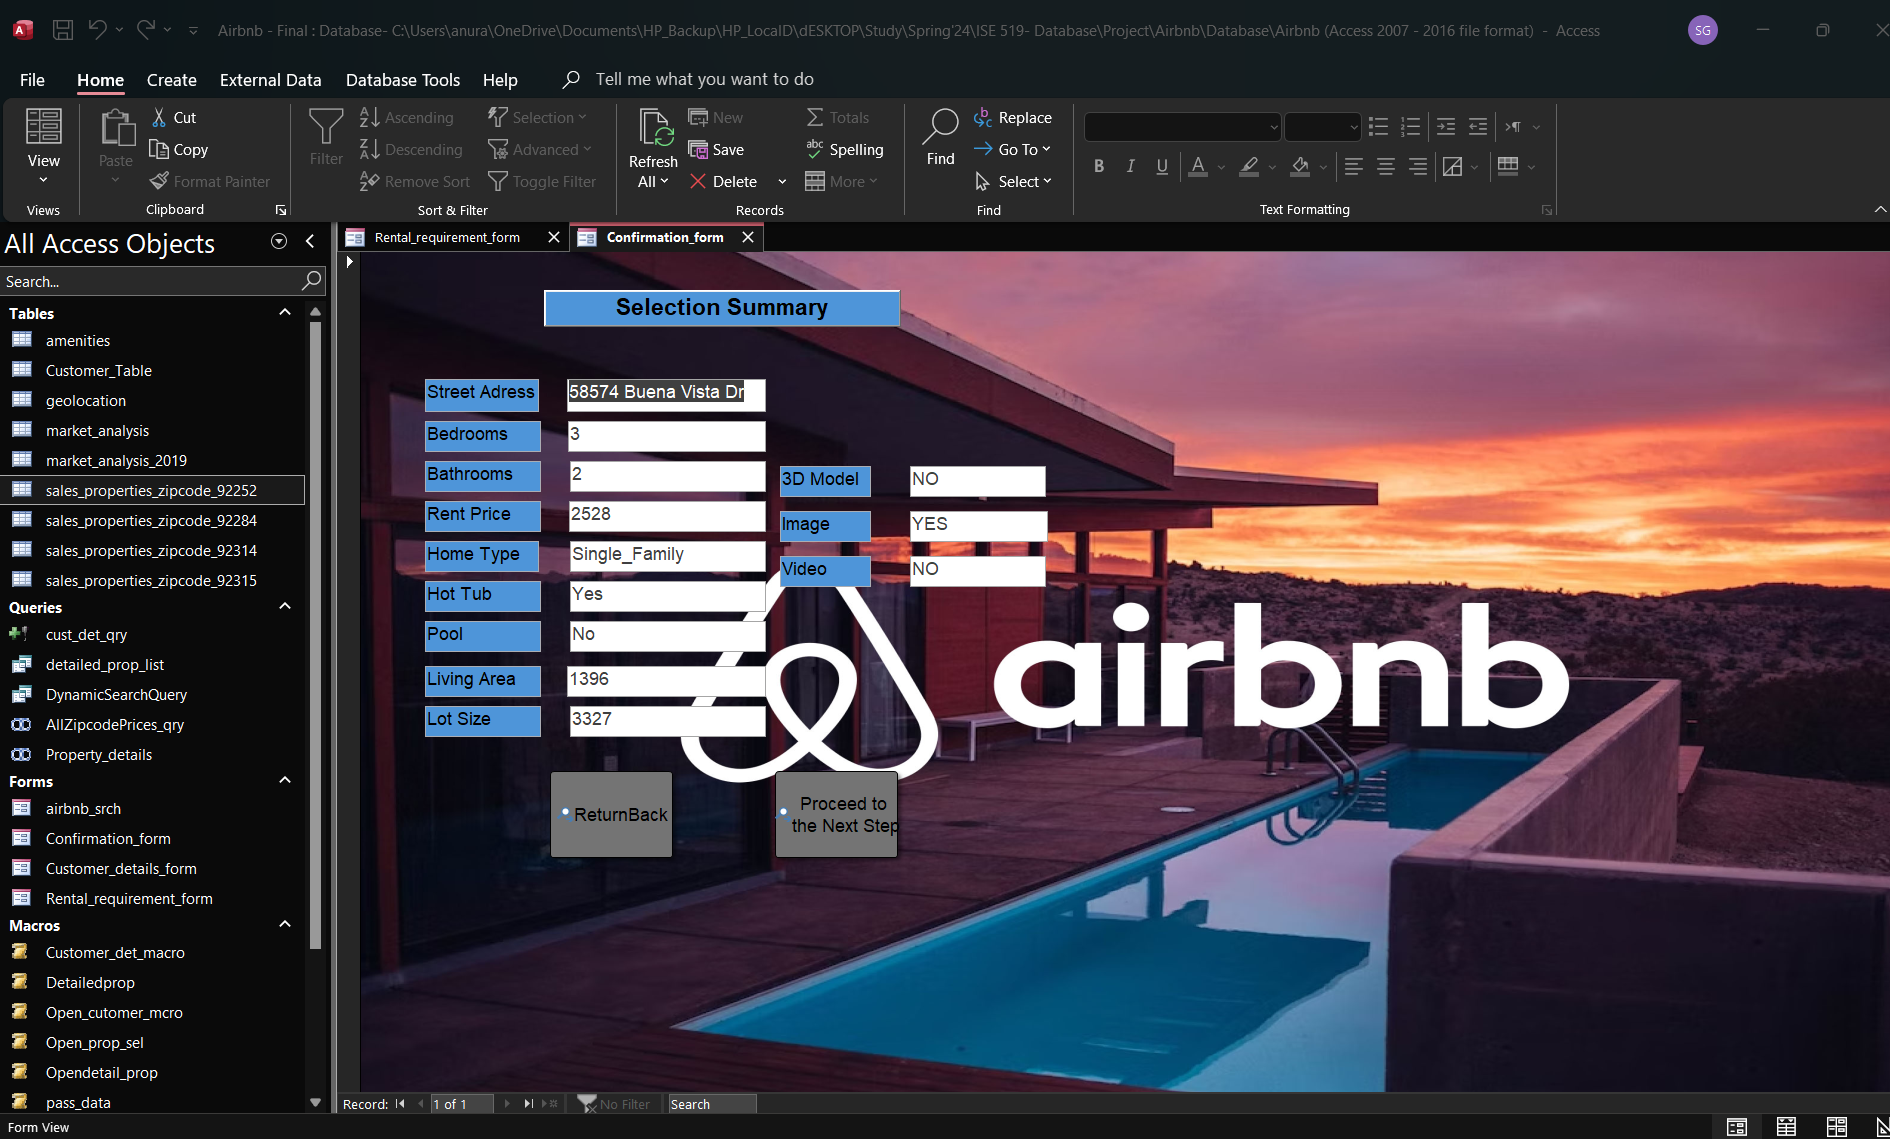 Airbnb - Final : Database- C:\Users\anura\OneDrive\Documents\HP_Backup\HP_LocalD\dESKTOP\Study\Spring'24\ISE 519- Database\Project\Airbnb\Database\Airbnb (Access 2007 - 2016 file format) - Access
SG
File Home Create External Data Database Tools Help Tell me what you want to do
View
Views
Paste
Cut
Copy
Format Painter
Clipboard
Filter
Ascending
Descending
Remove Sort
Selection
Advanced
Toggle Filter
Sort & Filter
Refresh
All
New
Save
Delete
Totals
Spelling
More
Records
Find
Replace
Go To
Select
Find
B I U A
Text Formatting
All Access Objects
Search...
Tables
amenities
Customer_Table
geolocation
market_analysis
market_analysis_2019
sales_properties_zipcode_92252
sales_properties_zipcode_92284
sales_properties_zipcode_92314
sales_properties_zipcode_92315
Queries
cust_det_qry
detailed_prop_list
DynamicSearchQuery
AllZipcodePrices_qry
Property_details
Forms
airbnb_srch
Confirmation_form
Customer_details_form
Rental_requirement_form
Macros
Customer_det_macro
Detailedprop
Open_cutomer_mcro
Open_prop_sel
Opendetail_prop
pass_data
Rental_requirement_form
Confirmation_form
Selection Summary
Street Adress 58574 Buena Vista Dr
Bedrooms 3
Bathrooms 2
Rent Price 2528
Home Type Single_Family
Hot Tub Yes
Pool No
Living Area 1396
Lot Size 3327
3D Model NO
Image YES
Video NO
airbnb
ReturnBack
Proceed to
the Next Step
Record: 1 of 1 No Filter Search
Form View